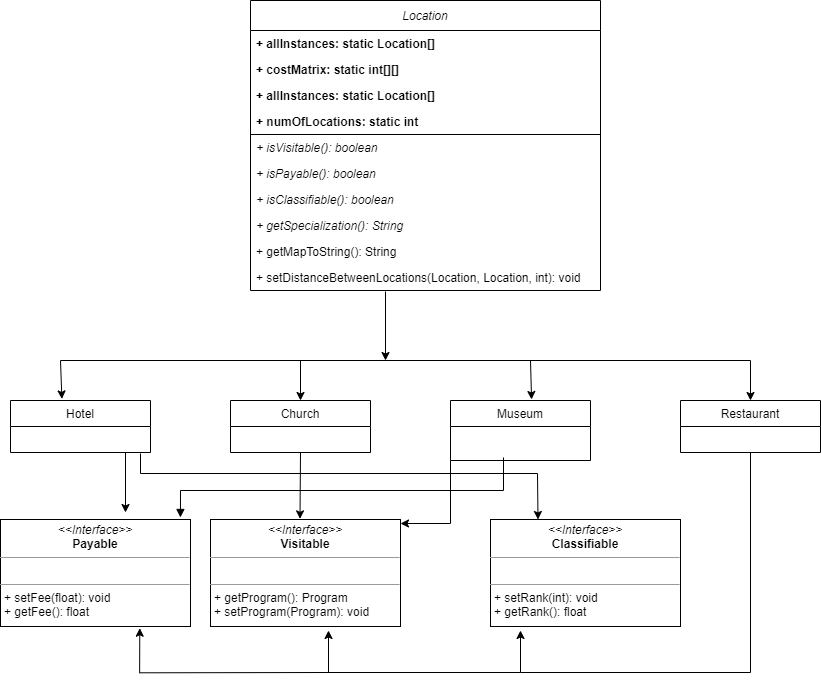 Location
+ allInstances: static Location[]
+ costMatrix: static int[][]
+ allInstances: static Location[]
+ numOfLocations: static int
+ isVisitable(): boolean
+ isPayable(): boolean
+ isClassifiable(): boolean
+ getSpecialization(): String
+ getMapToString(): String
+ setDistanceBetweenLocations(Location, Location, int): void
Hotel
Church
Museum
Restaurant
<<Interface>>
Payable
+ setFee(float): void
+ getFee(): float
<<Interface>>
Visitable
+ getProgram(): Program
+ setProgram(Program): void
<<Interface>>
Classifiable
+ setRank(int): void
+ getRank(): float